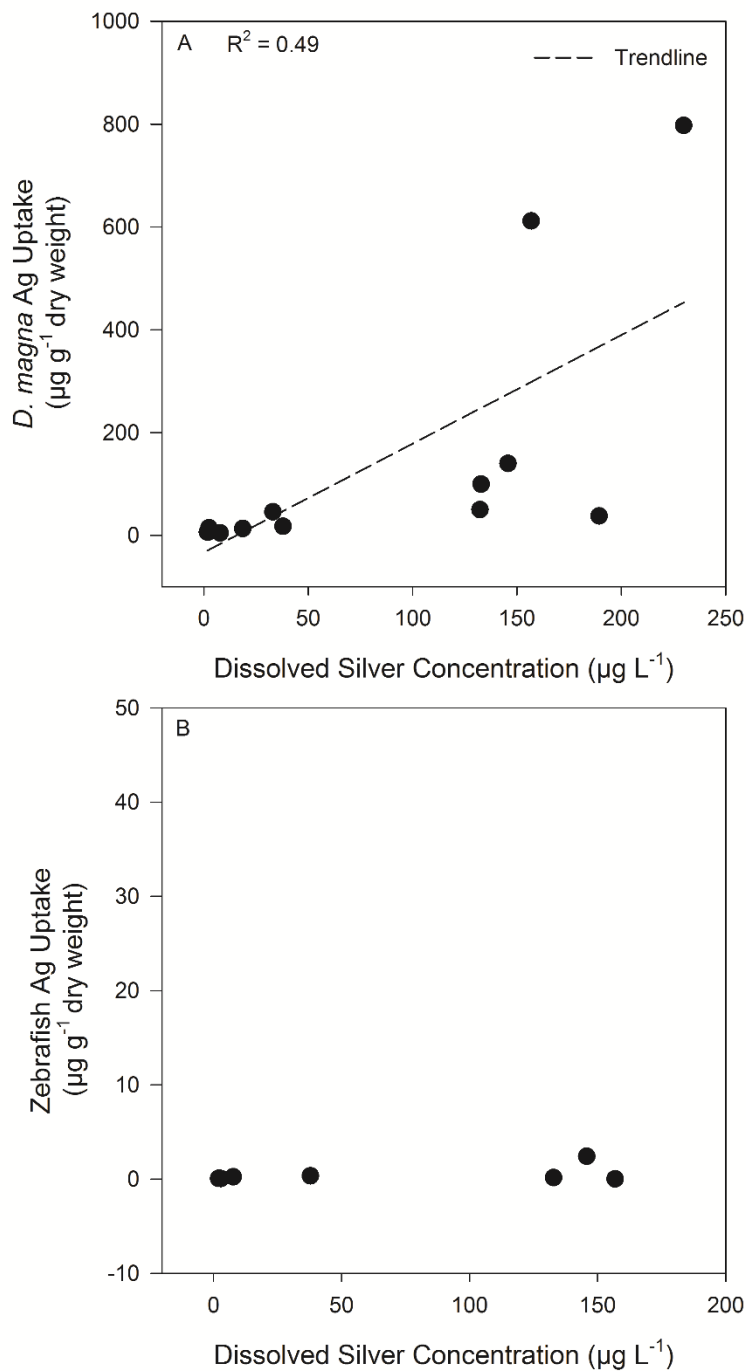 A R² = 0.49
Trendline
1000
800
600
400
200
0
D. magna Ag Uptake
(µg g⁻¹ dry weight)
0 50 100 150 200 250
Dissolved Silver Concentration (µg L⁻¹)
B
50
40
30
20
10
0
-10
Zebrafish Ag Uptake
(µg g⁻¹ dry weight)
0 50 100 150 200
Dissolved Silver Concentration (µg L⁻¹)